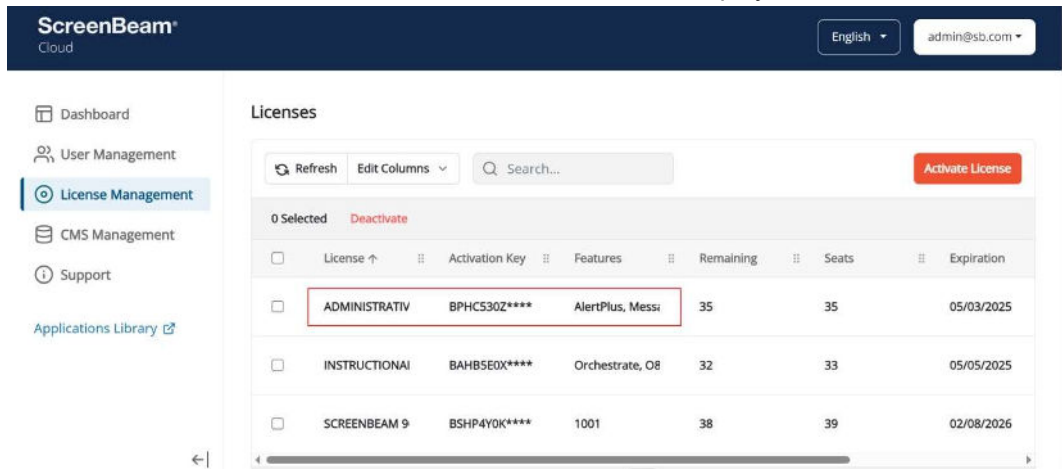 ScreenBeam®
Cloud
English
admin@sb.com
Dashboard
User Management
License Management
CMS Management
Support
Applications Library
Licenses
Refresh Edit Columns Search...
Activate License
0 Selected Deactivate
License ↑ Activation Key Features Remaining Seats Expiration
ADMINISTRATIV BPHC530Z**** AlertPlus, Messa 35 35 05/03/2025
INSTRUCTIONAL BAHB5E0X**** Orchestrate, O8 32 33 05/05/2025
SCREENBEAM 9 BSHP4Y0K**** 1001 38 39 02/08/2026